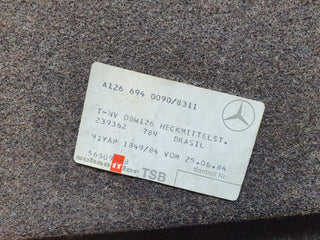 A126 694 0090/8311
T-NV DBW126 HECKMITTELST.
239362 789 BRASIL
9.YAP 1849/84 VOM 25.06.84
Kontroll Nr.
TSB